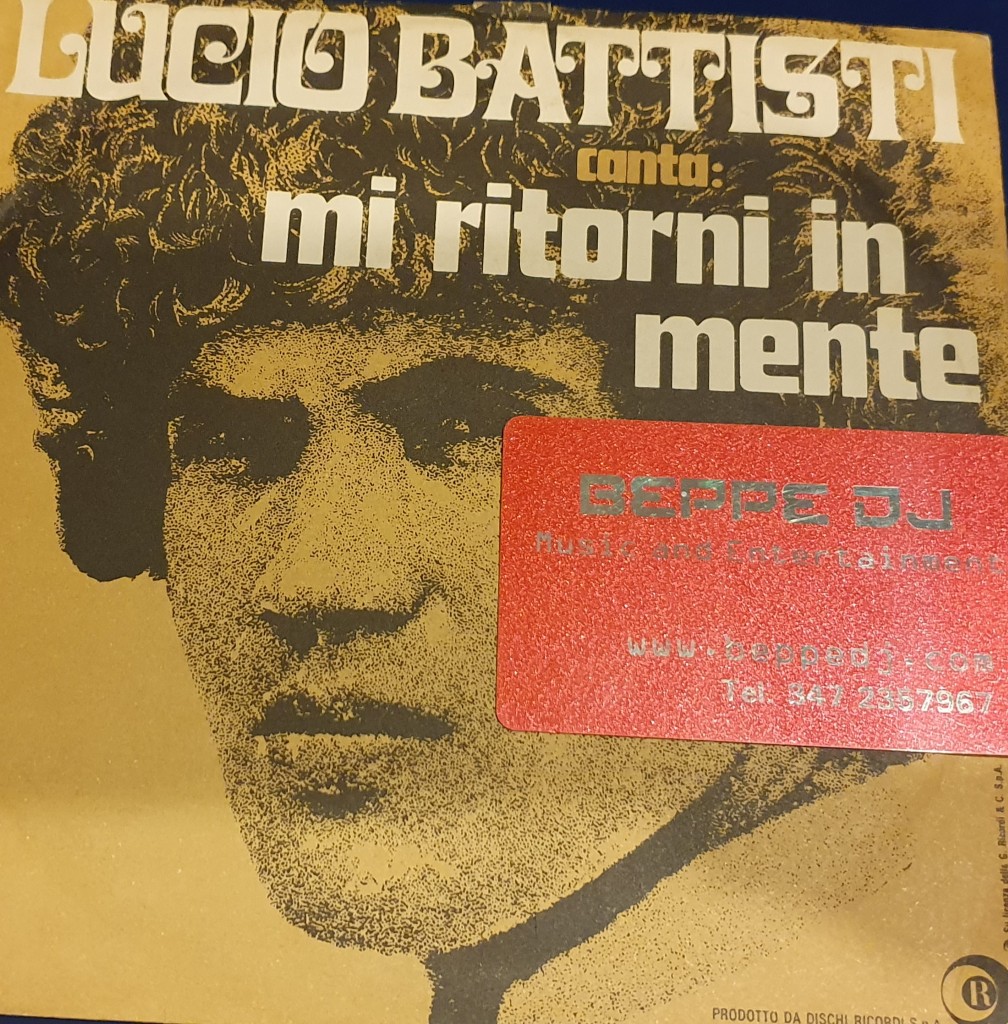 LUCIO BATTISTI
canta:
mi ritorni in
mente
BEPPE DJ
Music and Entertainment
www.beppedj.com
Tel. 347 2357967
R
PRODOTTO DA DISCHI RICORDI S.p.A.